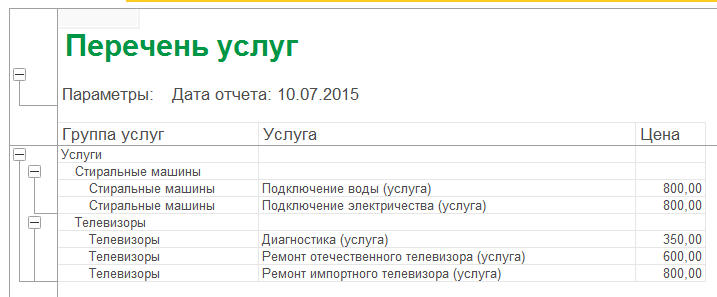 Перечень услуг
Параметры: Дата отчета: 10.07.2015
Группа услуг Услуга Цена
Услуги
Стиральные машины
Стиральные машины Подключение воды (услуга) 800,00
Стиральные машины Подключение электричества (услуга) 800,00
Телевизоры
Телевизоры Диагностика (услуга) 350,00
Телевизоры Ремонт отечественного телевизора (услуга) 600,00
Телевизоры Ремонт импортного телевизора (услуга) 800,00